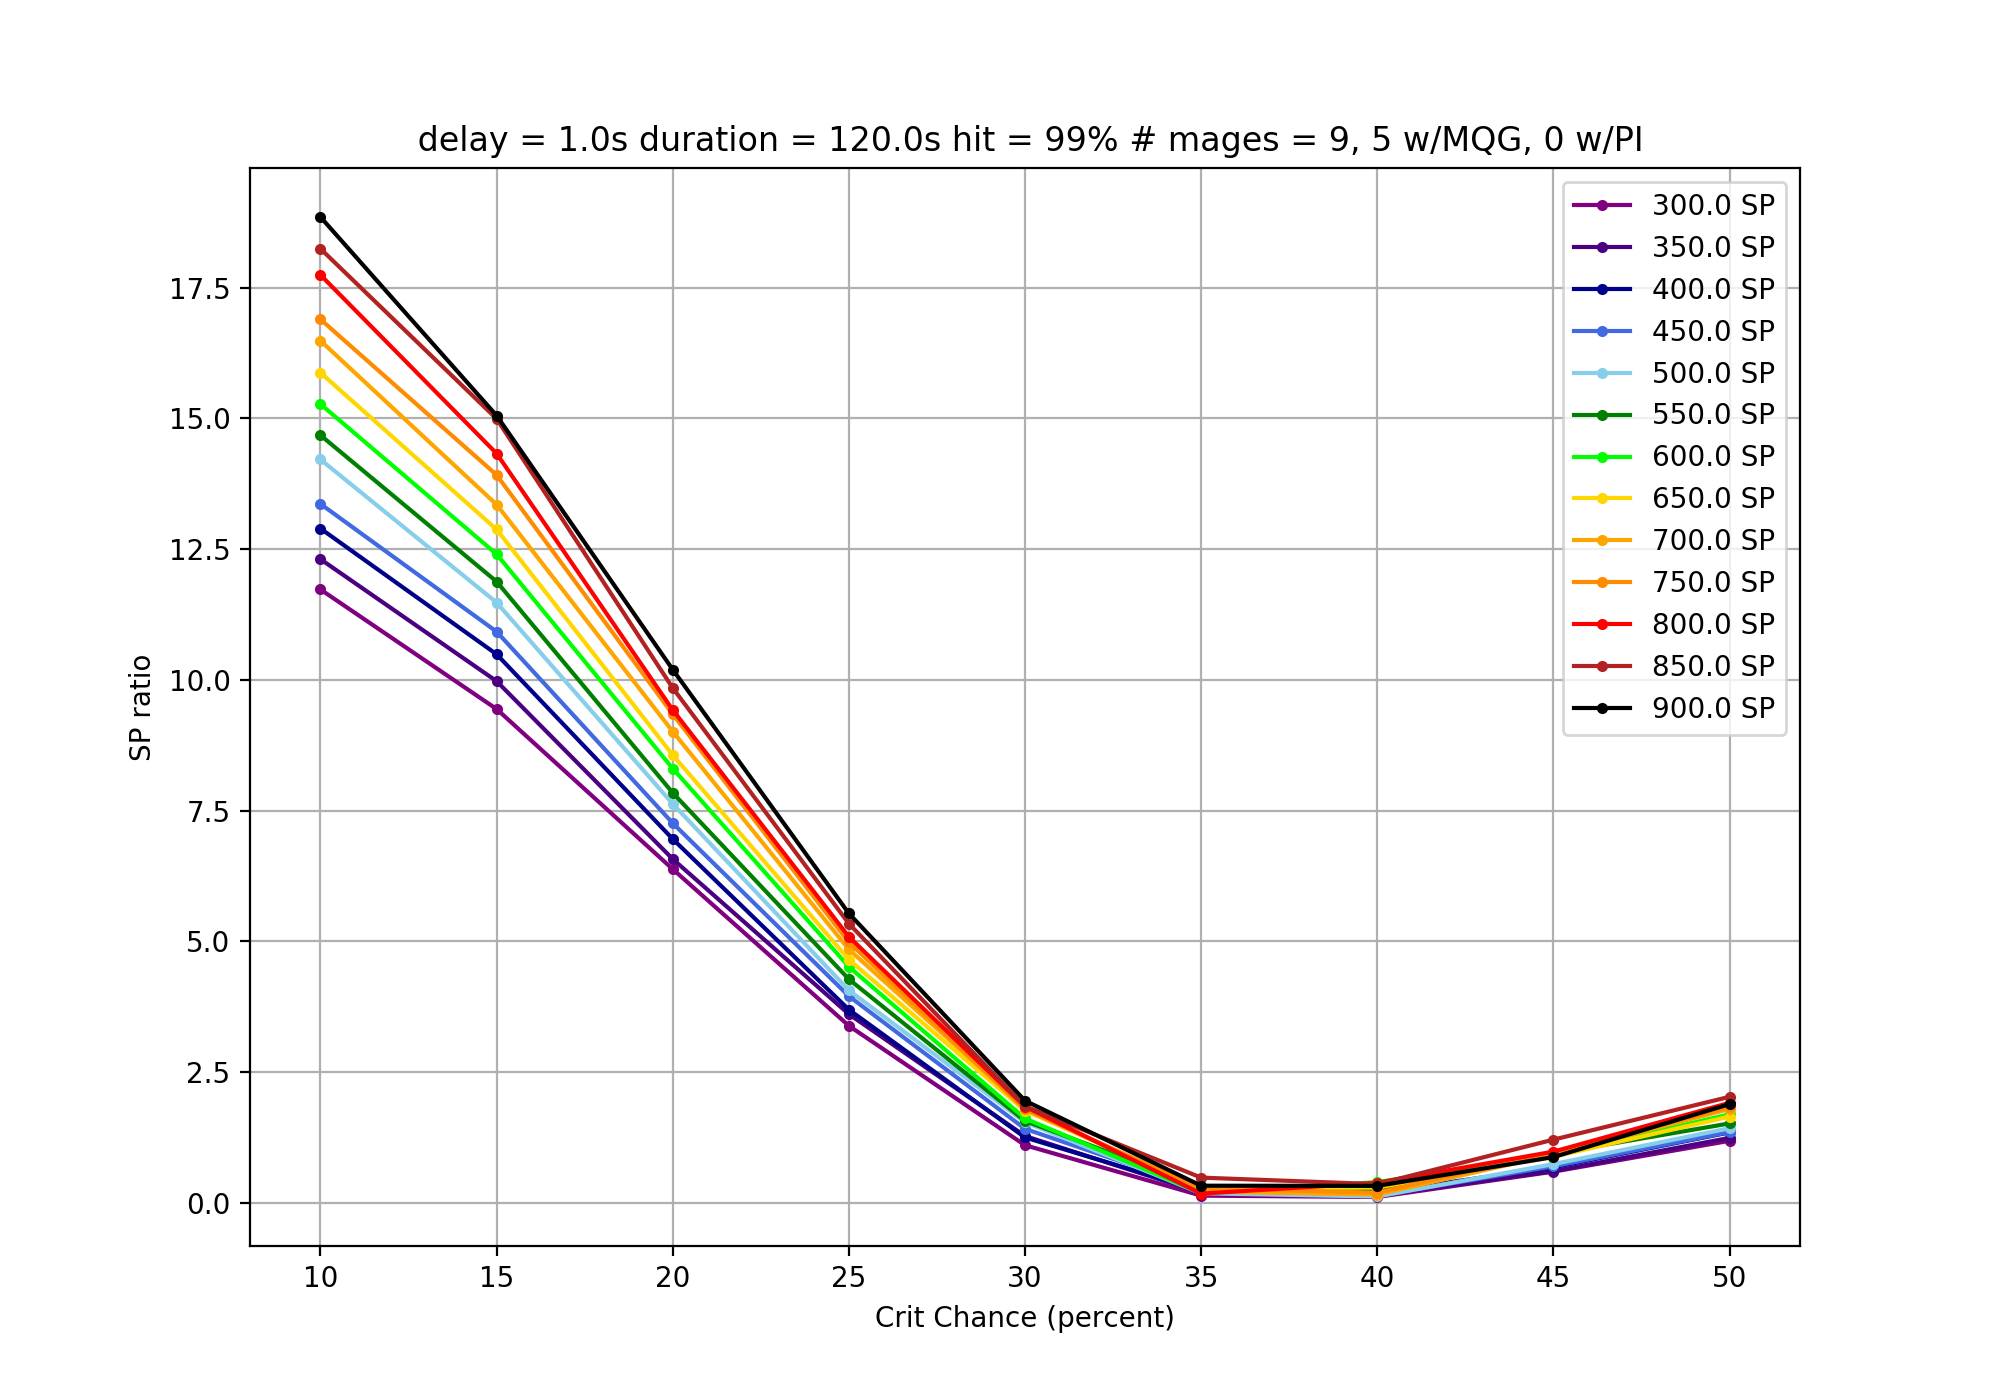 delay = 1.0s duration = 120.0s hit = 99% # mages = 9, 5 w/MQG, 0 w/PI
300.0 SP
350.0 SP
400.0 SP
450.0 SP
500.0 SP
550.0 SP
600.0 SP
650.0 SP
700.0 SP
750.0 SP
800.0 SP
850.0 SP
900.0 SP
17.5
15.0
12.5
10.0
7.5
5.0
2.5
0.0
SP ratio
10 15 20 25 30 35 40 45 50
Crit Chance (percent)